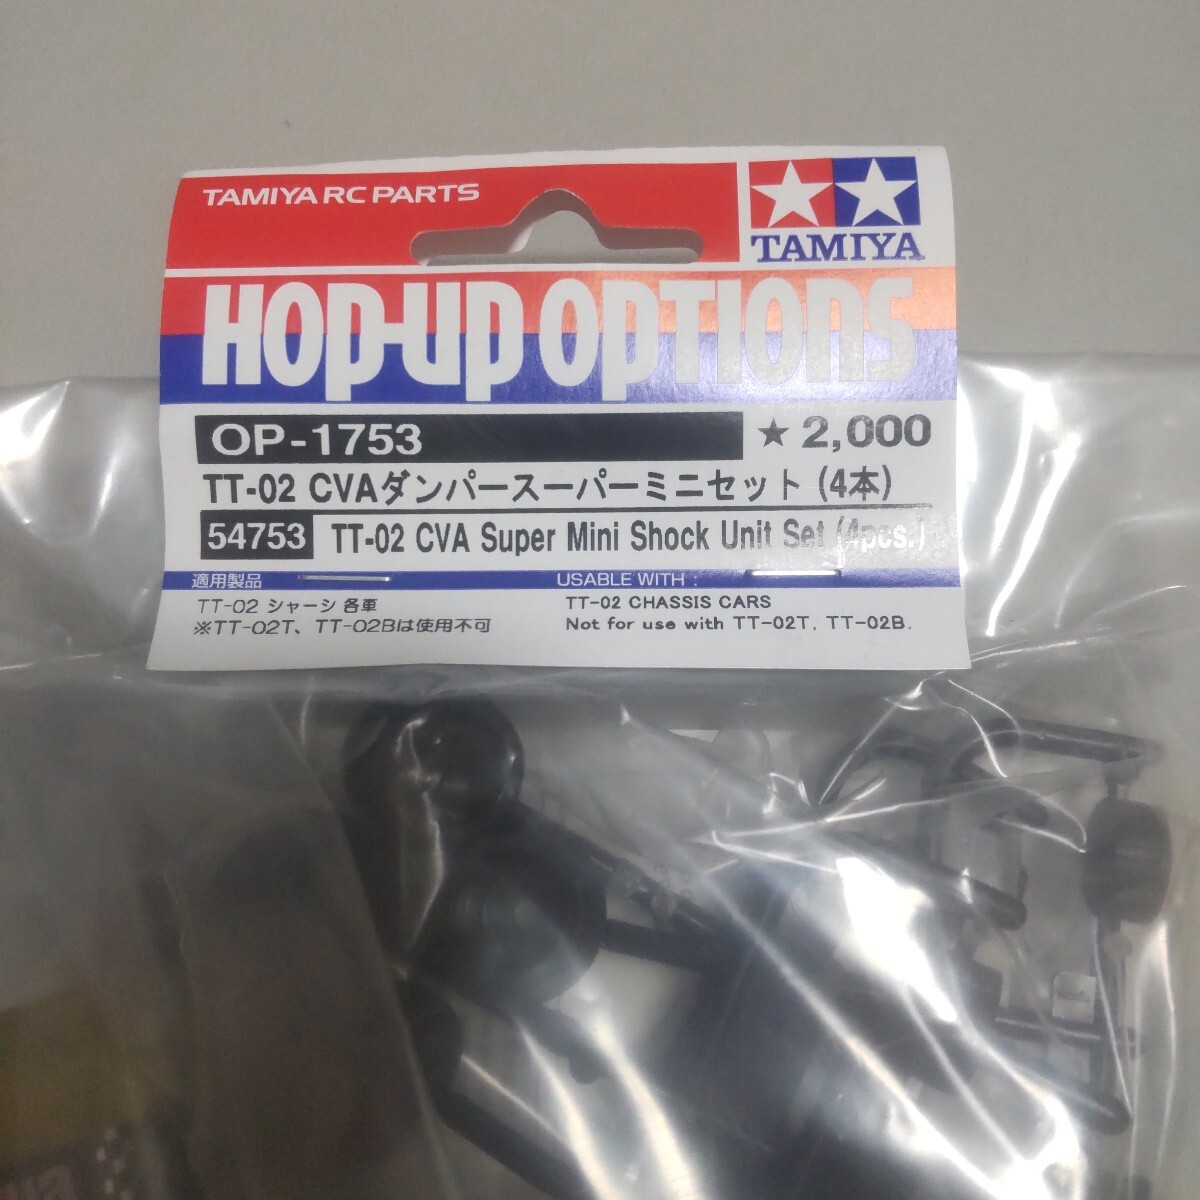 TAMIYA RC PARTS
TAMIYA
HOP-UP OPTIONS
OP-1753 ★ 2,000
TT-02 CVAダンパースーパーミニセット (4本)
54753 TT-02 CVA Super Mini Shock Unit Set (4pcs.)
適用製品
TT-02 シャーシ 各車
※TT-02T、TT-02Bは使用不可
USABLE WITH :
TT-02 CHASSIS CARS
Not for use with TT-02T, TT-02B.